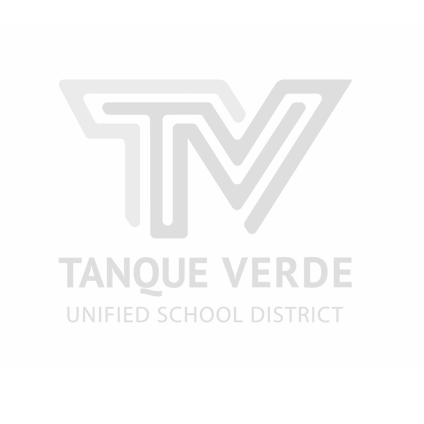 TV
TANQUE VERDE
UNIFIED SCHOOL DISTRICT